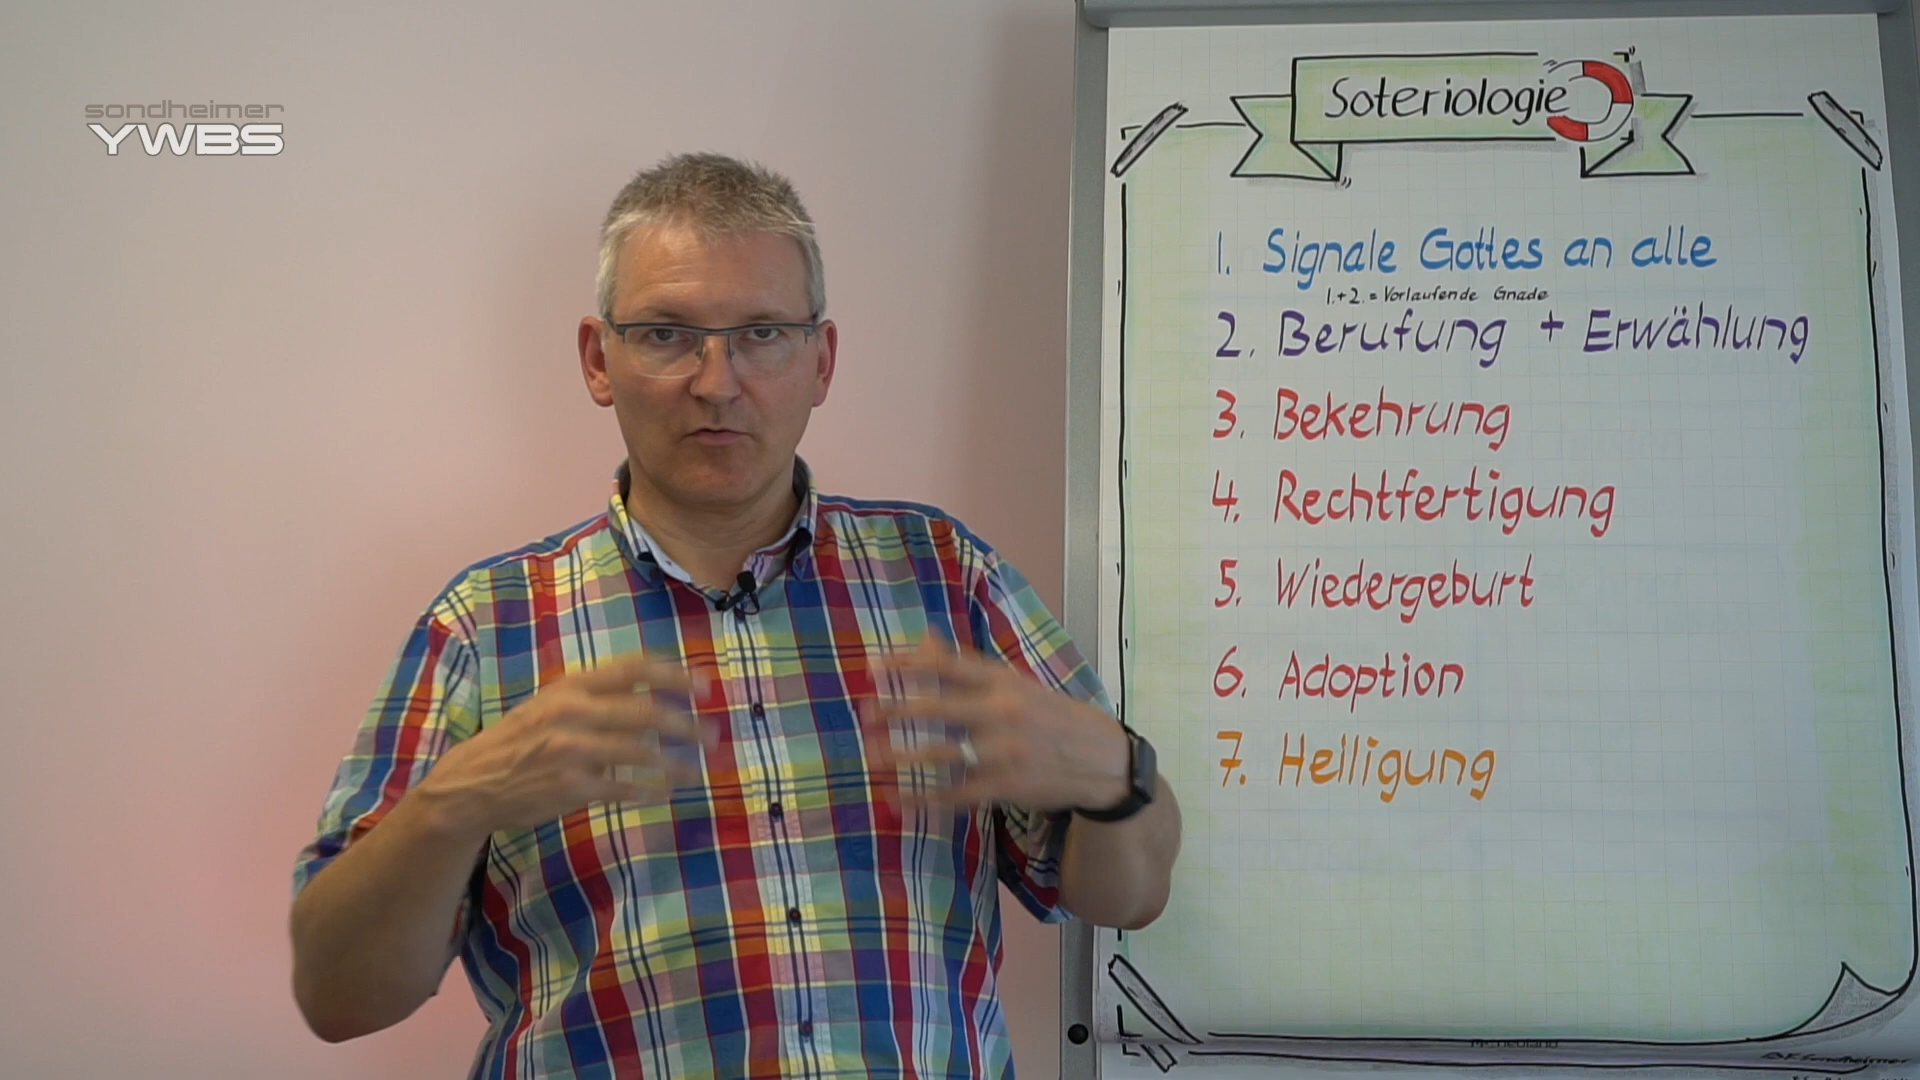 sondheimer
YWBS
Soteriologie
1. Signale Gottes an alle
1.+2. = Vorlaufende Gnade
2. Berufung + Erwählung
3. Bekehrung
4. Rechtfertigung
5. Wiedergeburt
6. Adoption
7. Heiligung